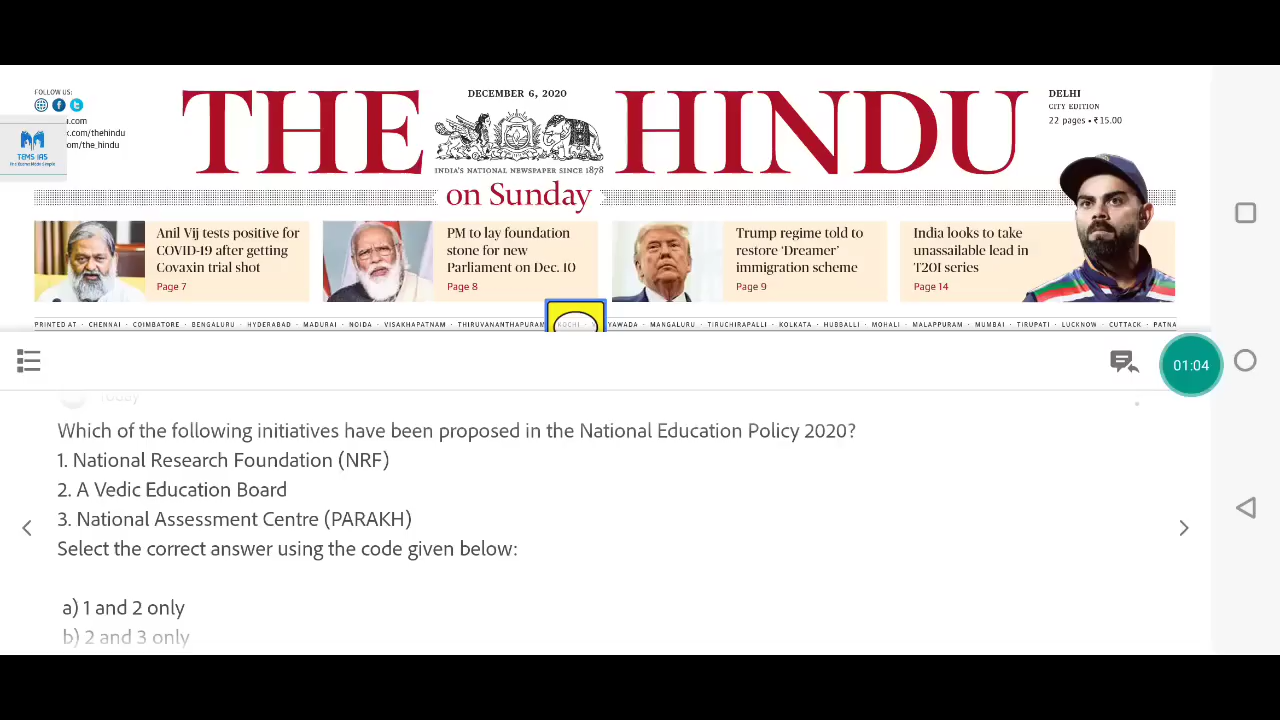 FOLLOW US:
DECEMBER 6, 2020
DELHI
CITY EDITION
22 pages • ₹15.00
THE HINDU
.com
k.com/thehindu
om/the_hindu
TEMS IAS
INDIA'S NATIONAL NEWSPAPER SINCE 1878
on Sunday
Anil Vij tests positive for
COVID-19 after getting
Covaxin trial shot
Page 7
PM to lay foundation
stone for new
Parliament on Dec. 10
Page 8
Trump regime told to
restore ‘Dreamer’
immigration scheme
Page 9
India looks to take
unassailable lead in
T20I series
Page 14
PRINTED AT · CHENNAI · COIMBATORE · BENGALURU · HYDERABAD · MADURAI · NOIDA · VISAKHAPATNAM · THIRUVANANTHAPURAM · KOCHI · YAWADA · MANGALURU · TIRUCHIRAPALLI · KOLKATA · HUBBALLI · MOHALI · MALAPPURAM · MUMBAI · TIRUPATI · LUCKNOW · CUTTACK · PATNA
01:04
Today
Which of the following initiatives have been proposed in the National Education Policy 2020?
1. National Research Foundation (NRF)
2. A Vedic Education Board
3. National Assessment Centre (PARAKH)
Select the correct answer using the code given below:
a) 1 and 2 only
b) 2 and 3 only